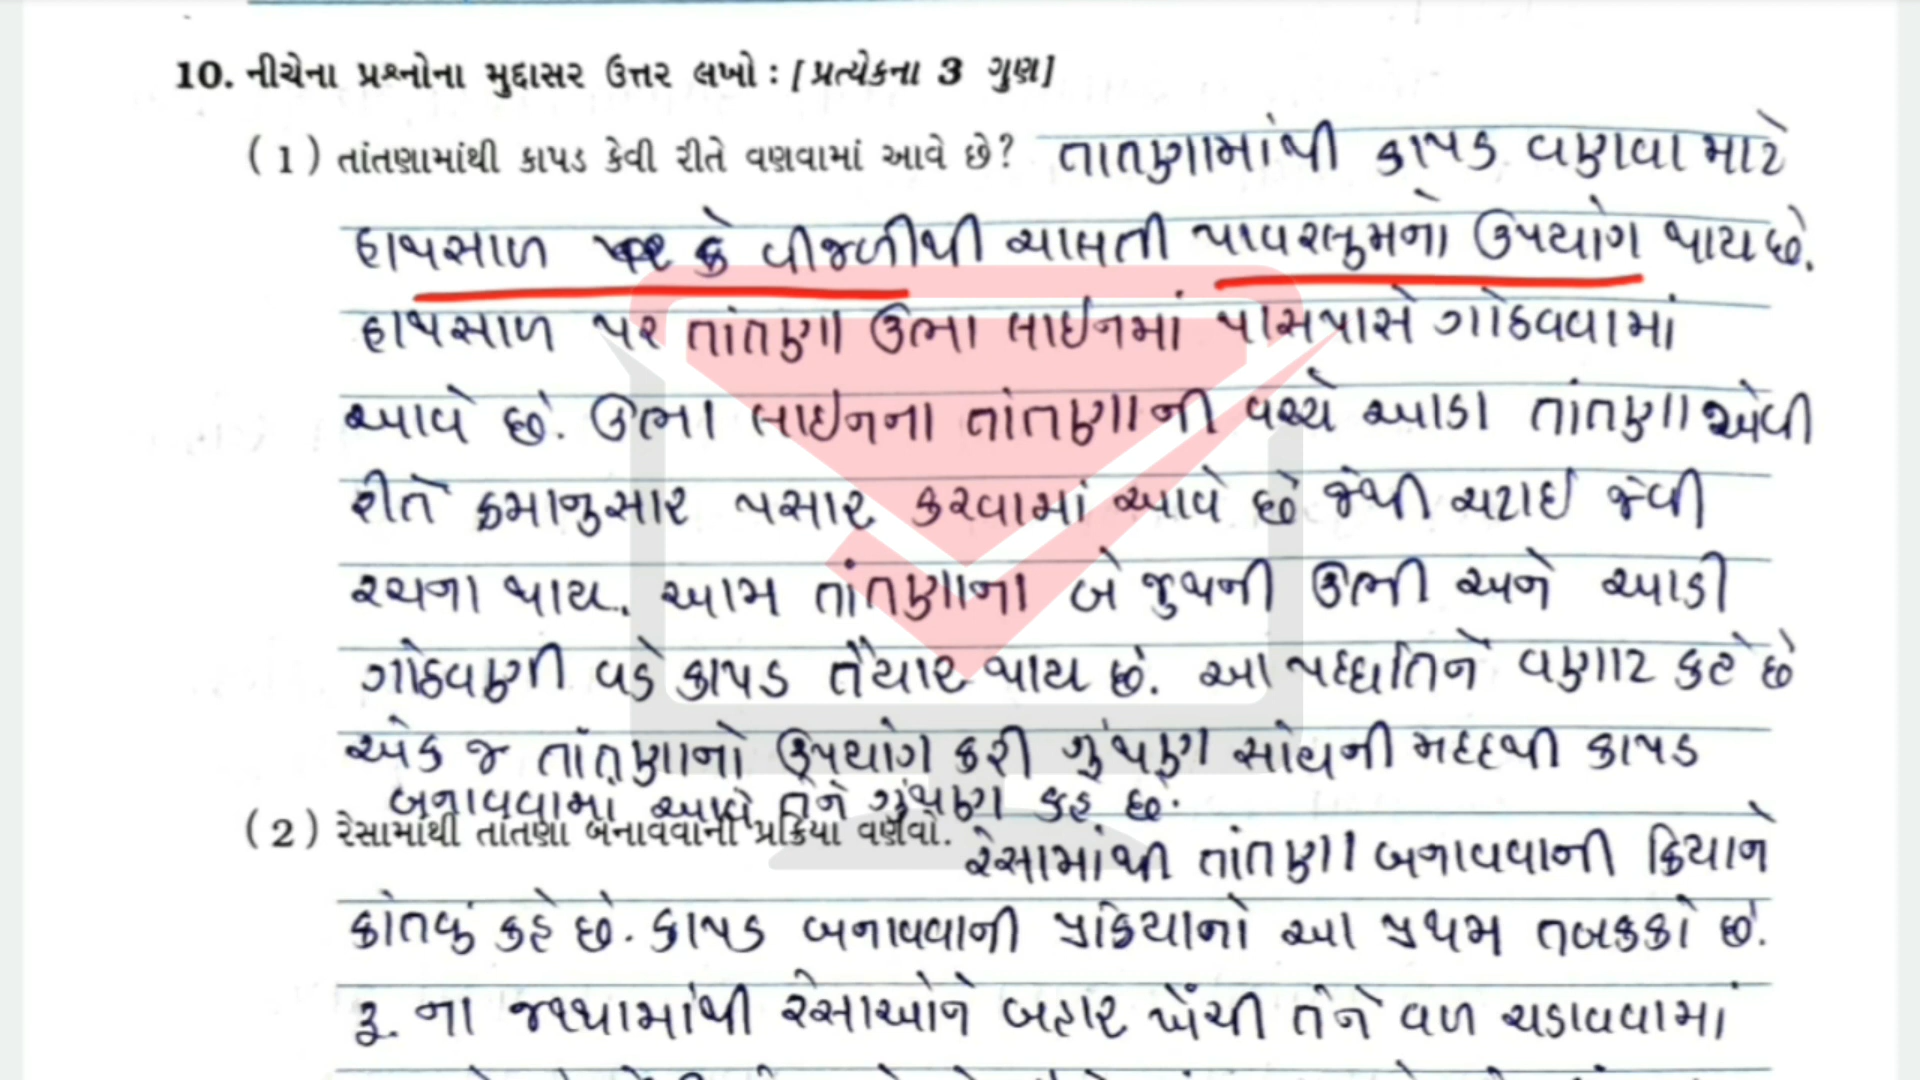 10. નીચેના પ્રશ્નોના મુદ્દાસર ઉત્તર લખો : [પ્રત્યેકના 3 ગુણ]
( 1 ) તાંતણામાંથી કાપડ કેવી રીતે વણવામાં આવે છે? તાતણામાંથી કાપડ વણવા માટે
હાથસાળ કે વીજળીથી ચાલતી પાવરલુમનો ઉપયોગ થાય છે.
હાથસાળ પર તાંતણા ઉભા લાઈનમાં પાસપાસે ગોઠવવામાં
આવે છે. ઉભા લાઇનના તાંતણાની વચ્ચે આડા તાંતણા એવી
રીતે ક્રમાનુસાર પસાર કરવામાં આવે છે જેથી ચટાઈ જેવી
રચના થાય. આમ તાંતણાના બે જુથની ઉભી અને આડી
ગોઠવણી વડે કાપડ તૈયાર થાય છે. આ પધ્ધતિને વણાટ કહે છે
એક જ તાંતણાનો ઉપયોગ કરી ગુંથણ સોયની મદદથી કાપડ
બનાવવામાં આવે તેને ગુંથણ કહે છે.
( 2 ) રેસામાંથી તાંતણા બનાવવાની પ્રક્રિયા વર્ણવો. રેસામાંથી તાંતણા બનાવવાની ક્રિયાને
કાંતવું કહે છે. કાપડ બનાવવાની પ્રક્રિયાનો આ પ્રથમ તબક્કો છે.
રૂ. ના જથ્થામાંથી રેસાઓને બહાર ખેંચી તેને વળ ચડાવવામાં